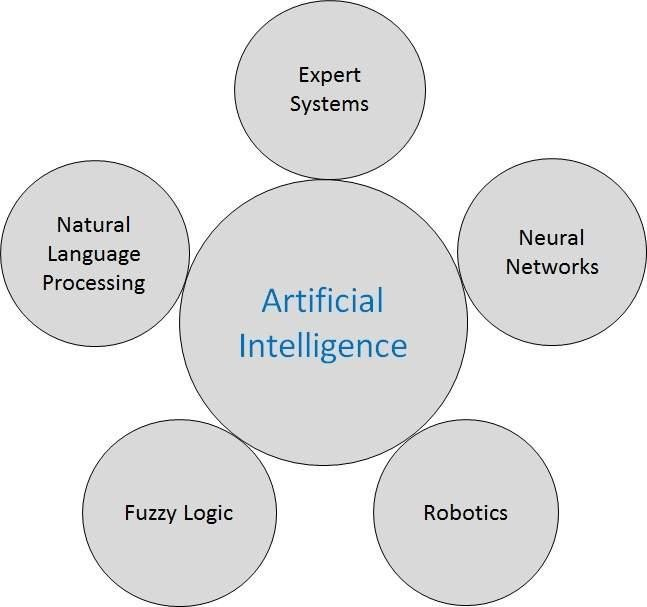 Expert
Systems
Natural
Language
Processing
Neural
Networks
Artificial
Intelligence
Fuzzy Logic
Robotics